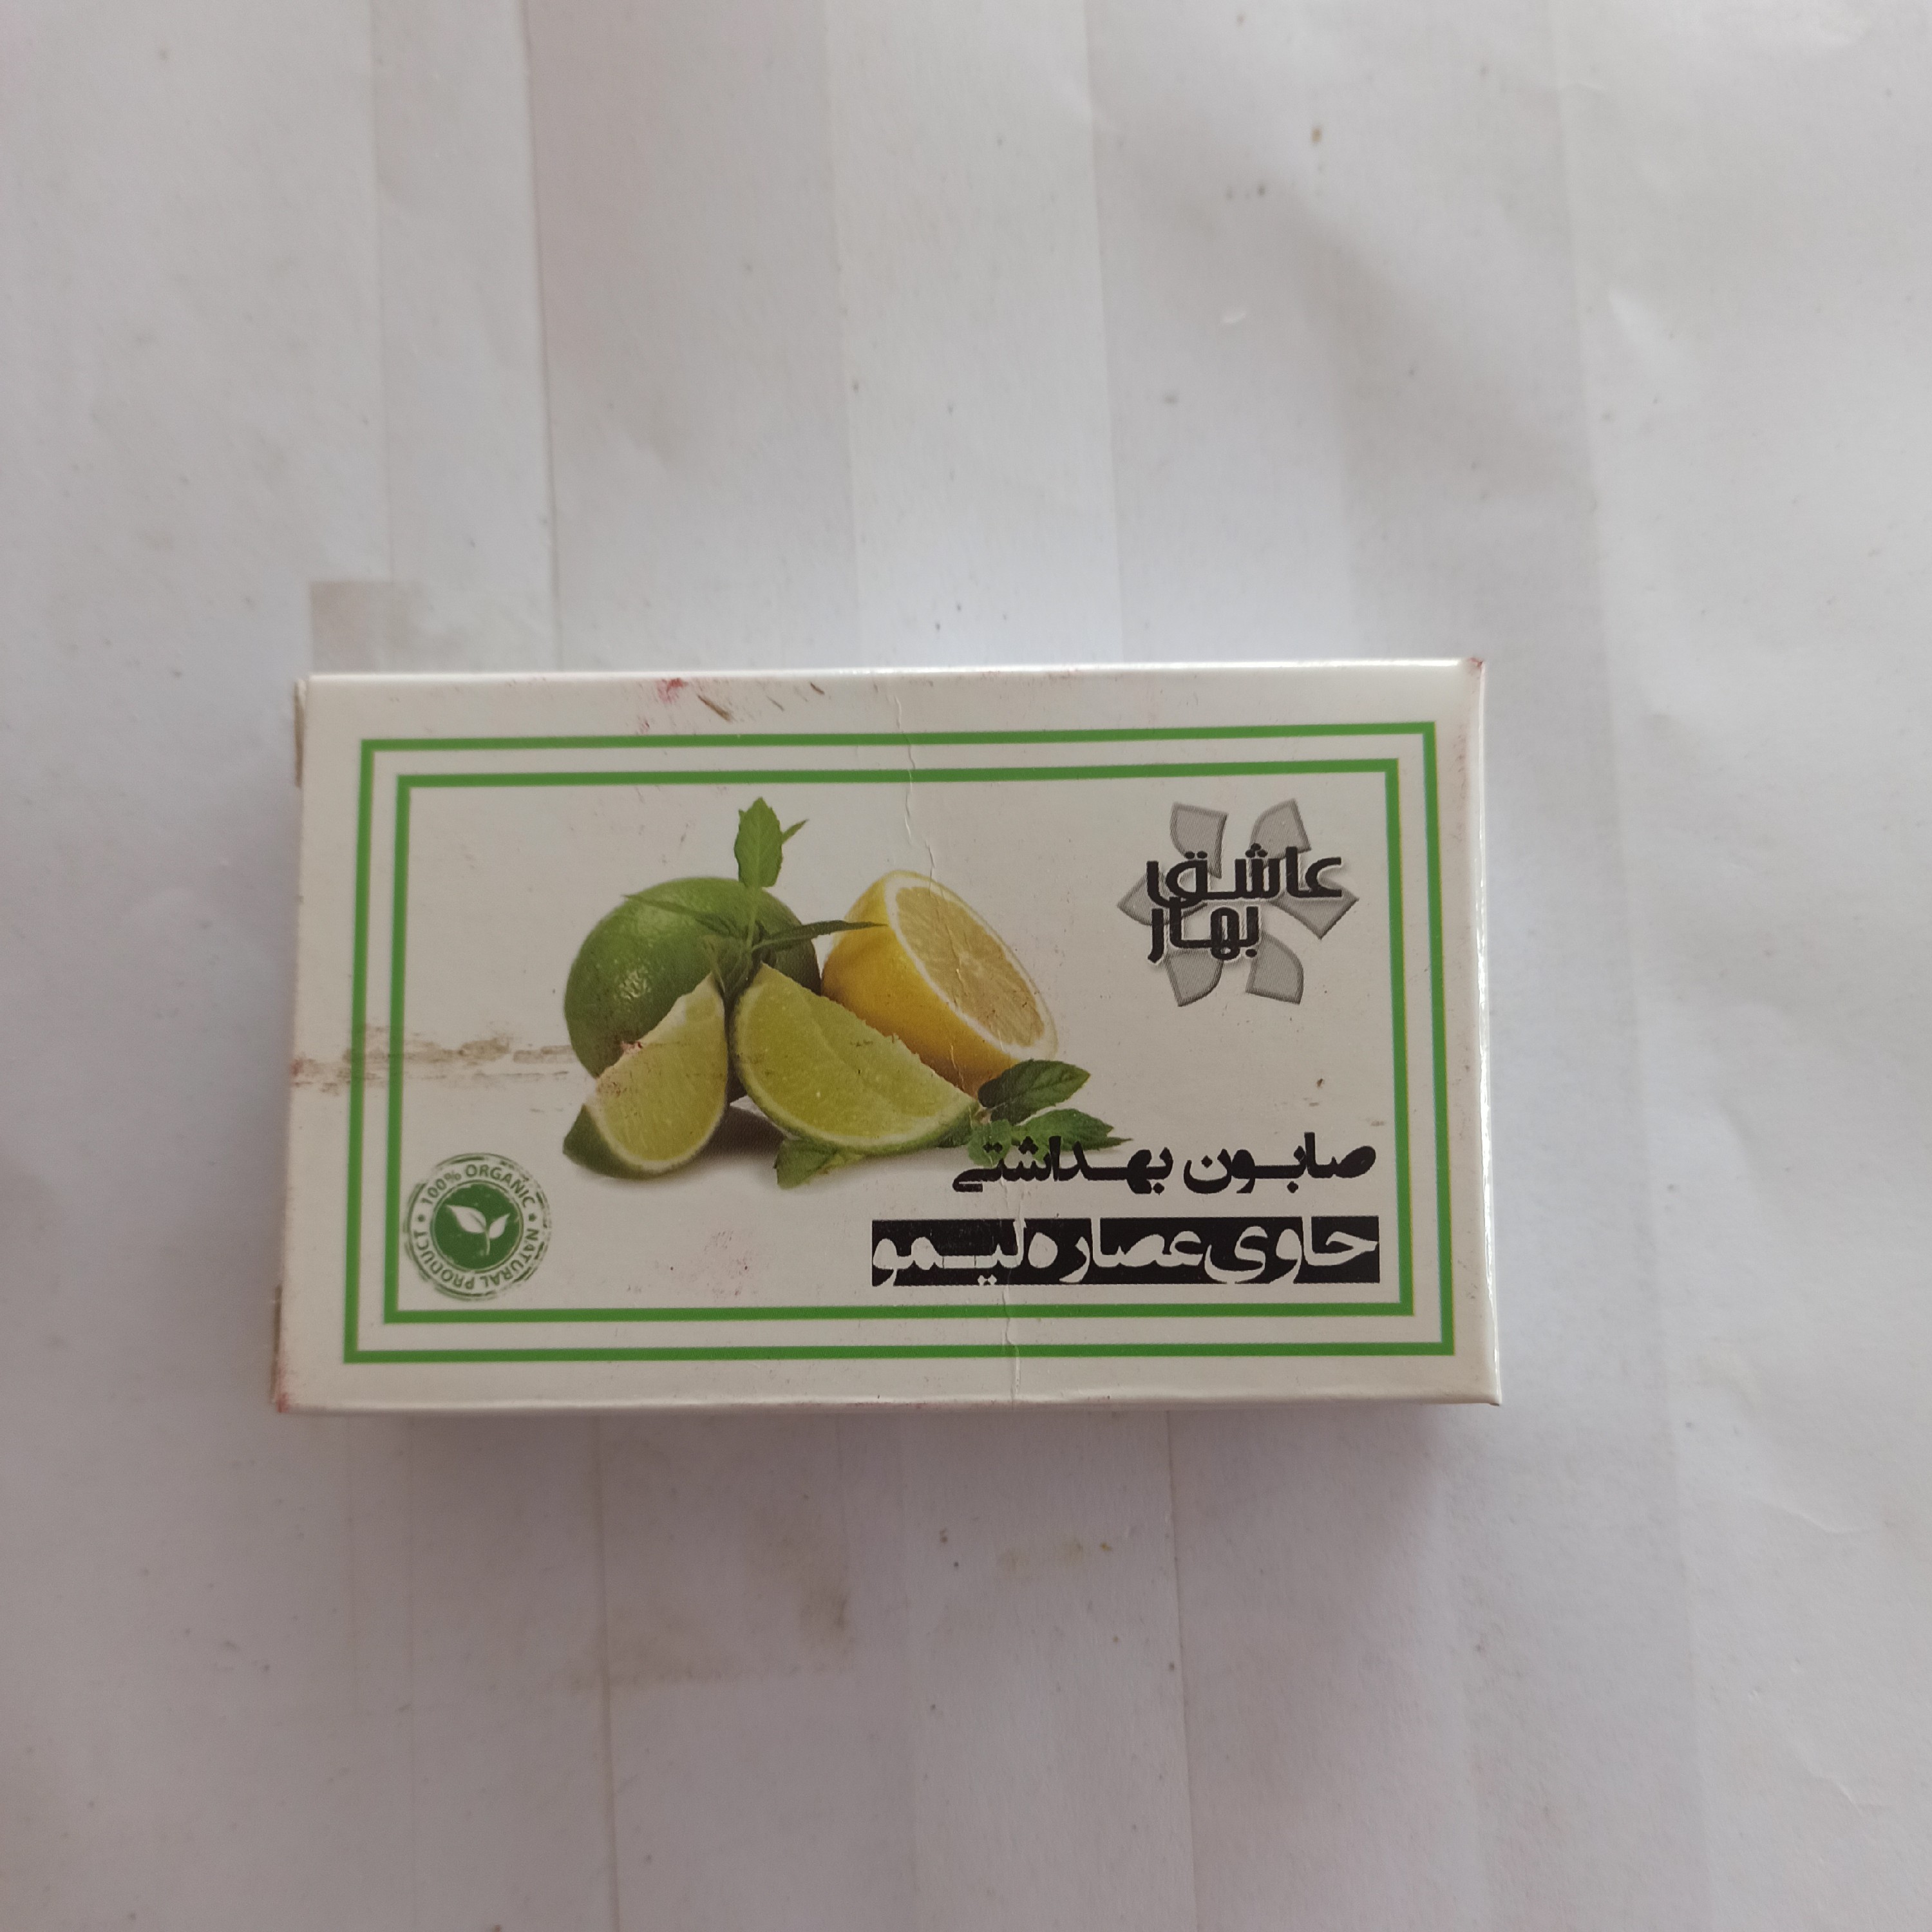 عاشق
بهار
صابون بهداشتی
حاوی عصاره لیمو
100% ORGANIC • NATURAL PRODUCT •